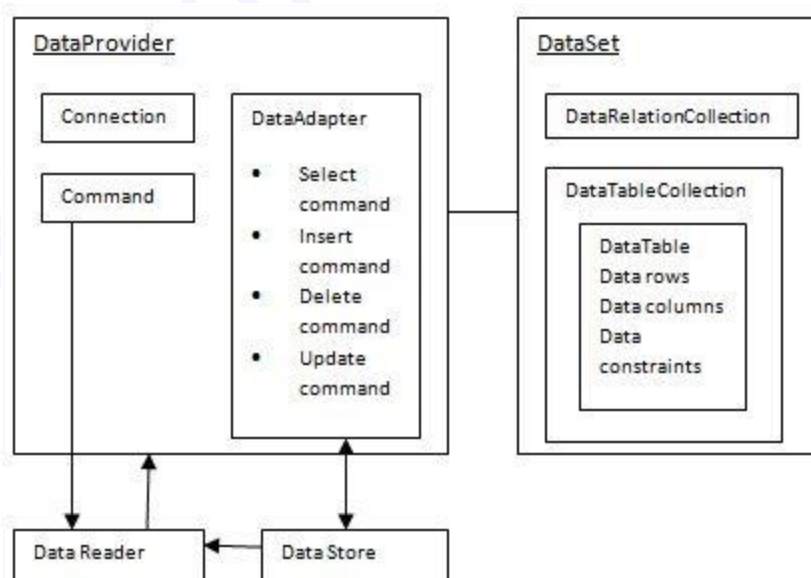 DataProvider
Connection
Command
DataAdapter
• Select
command
• Insert
command
• Delete
command
• Update
command
DataSet
DataRelationCollection
DataTableCollection
DataTable
Data rows
Data columns
Data
constraints
Data Reader
Data Store